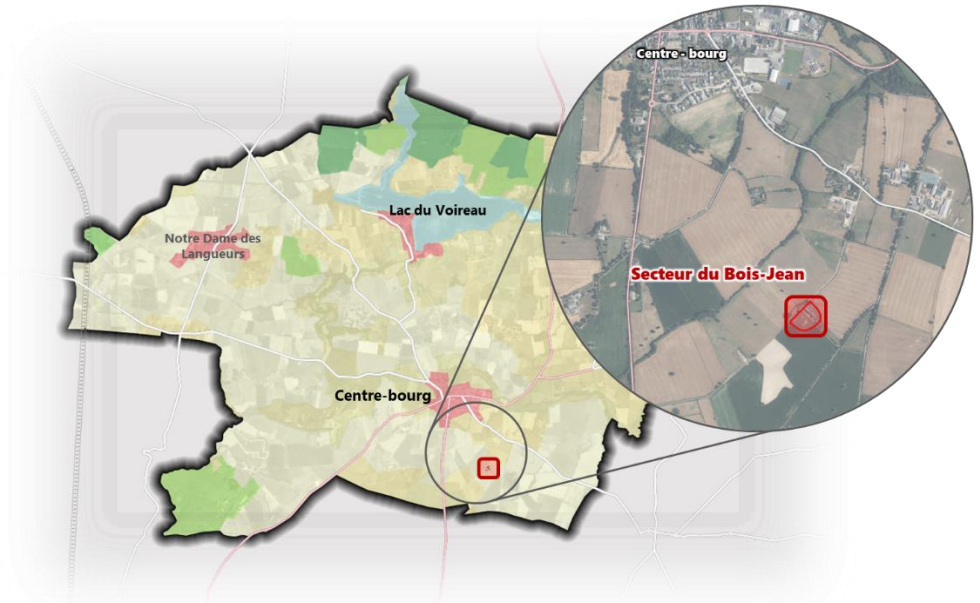 Centre - bourg
Lac du Voireau
Notre Dame des
Langueurs
Secteur du Bois-Jean
Centre-bourg